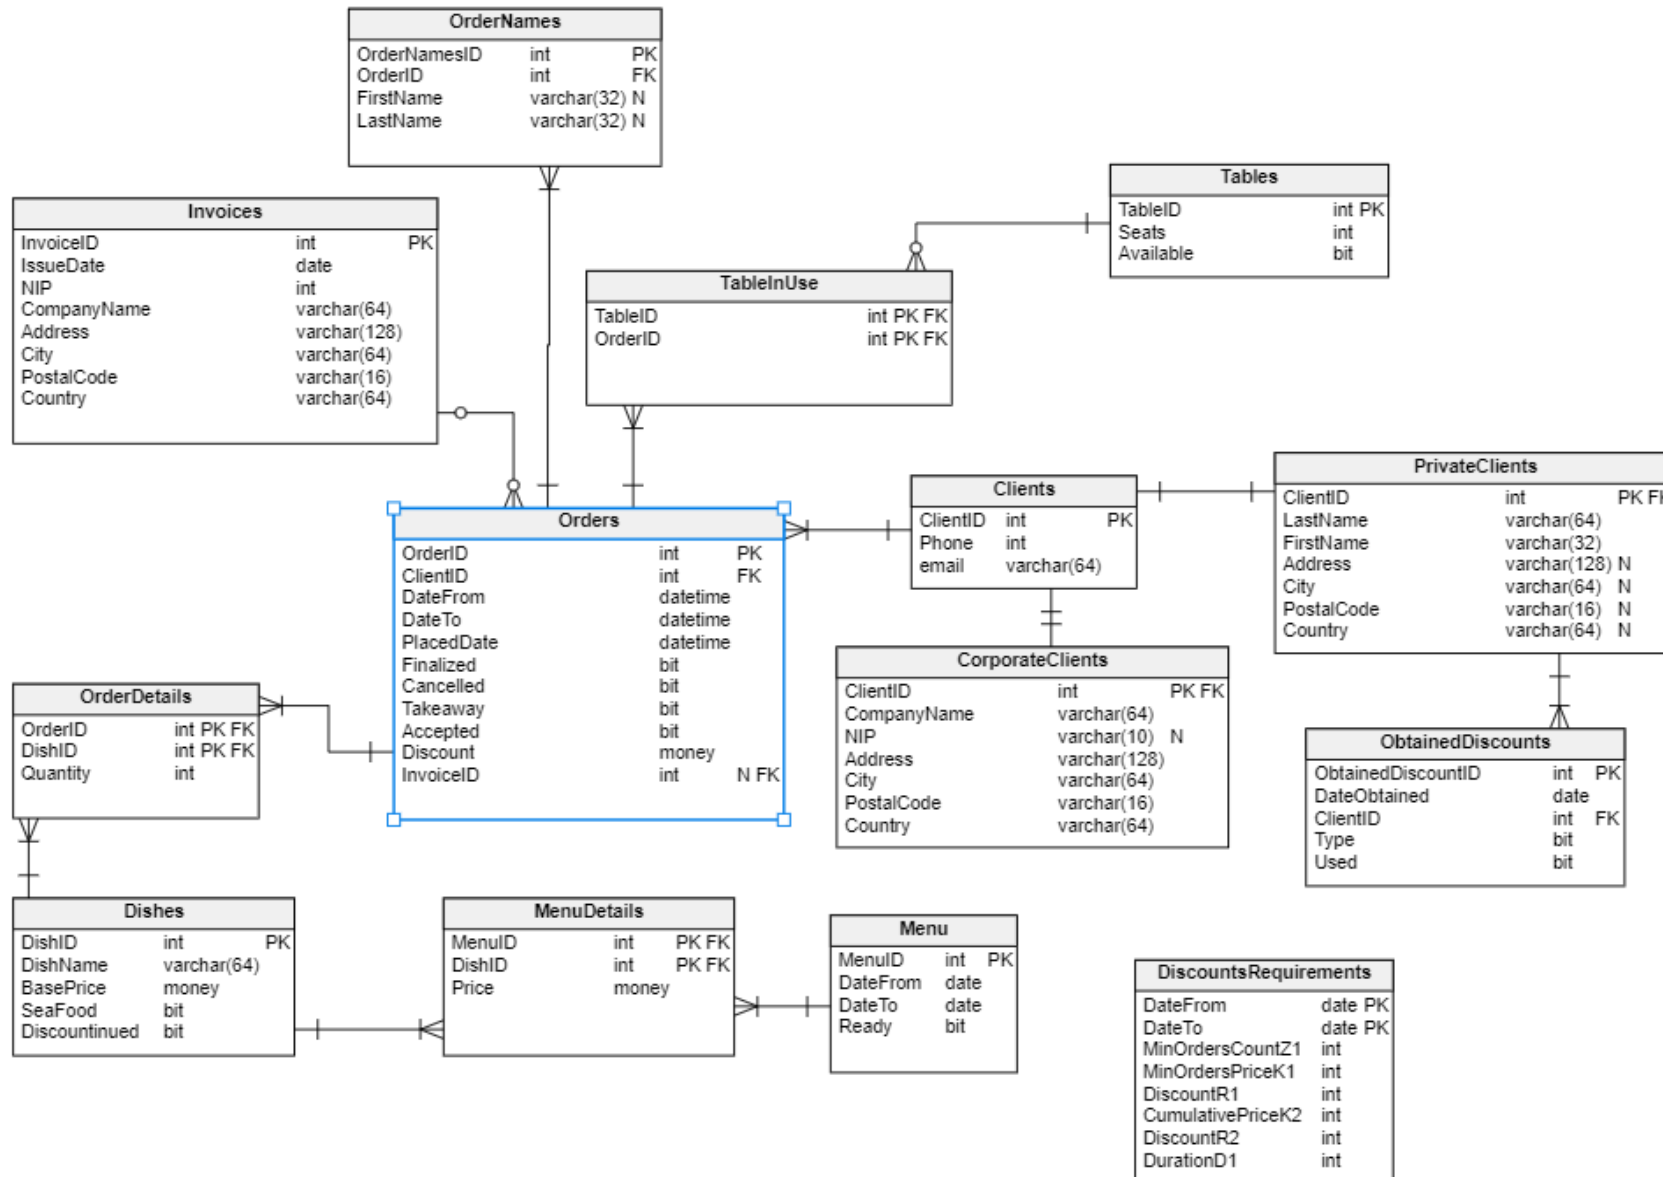 OrderNames
OrderNamesID int PK
OrderID int FK
FirstName varchar(32) N
LastName varchar(32) N
Invoices
InvoiceID int PK
IssueDate date
NIP int
CompanyName varchar(64)
Address varchar(128)
City varchar(64)
PostalCode varchar(16)
Country varchar(64)
Tables
TableID int PK
Seats int
Available bit
TableInUse
TableID int PK FK
OrderID int PK FK
Orders
OrderID int PK
ClientID int FK
DateFrom datetime
DateTo datetime
PlacedDate datetime
Finalized bit
Cancelled bit
Takeaway bit
Accepted bit
Discount money
InvoiceID int N FK
Clients
ClientID int PK
Phone int
email varchar(64)
PrivateClients
ClientID int PK FK
LastName varchar(64)
FirstName varchar(32)
Address varchar(128) N
City varchar(64) N
PostalCode varchar(16) N
Country varchar(64) N
CorporateClients
ClientID int PK FK
CompanyName varchar(64)
NIP varchar(10) N
Address varchar(128)
City varchar(64)
PostalCode varchar(16)
Country varchar(64)
OrderDetails
OrderID int PK FK
DishID int PK FK
Quantity int
ObtainedDiscounts
ObtainedDiscountID int PK
DateObtained date
ClientID int FK
Type bit
Used bit
Dishes
DishID int PK
DishName varchar(64)
BasePrice money
SeaFood bit
Discountinued bit
MenuDetails
MenuID int PK FK
DishID int PK FK
Price money
Menu
MenuID int PK
DateFrom date
DateTo date
Ready bit
DiscountsRequirements
DateFrom date PK
DateTo date PK
MinOrdersCountZ1 int
MinOrdersPriceK1 int
DiscountR1 int
CumulativePriceK2 int
DiscountR2 int
DurationD1 int